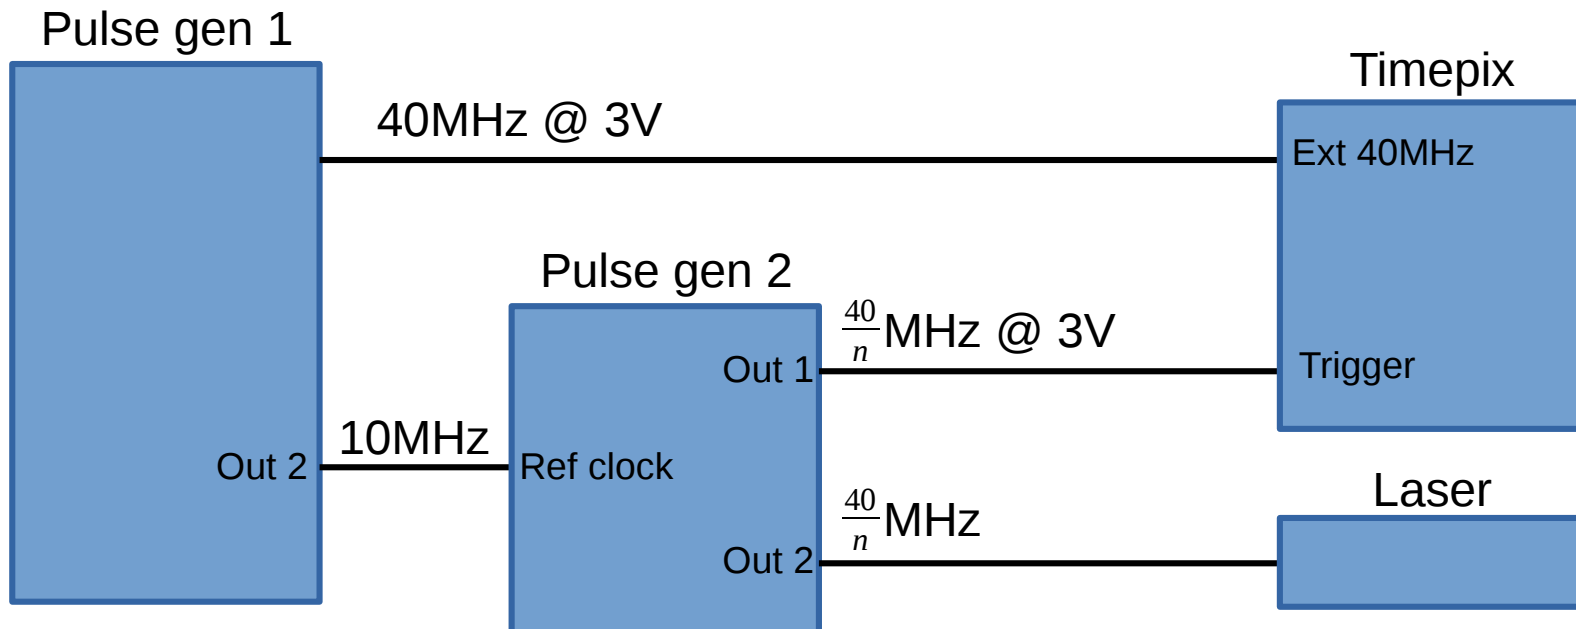 Pulse gen 1
Timepix
40MHz @ 3V
Ext 40MHz
Pulse gen 2
40/n MHz @ 3V
Out 1
Trigger
10MHz
Out 2
Ref clock
Laser
40/n MHz
Out 2